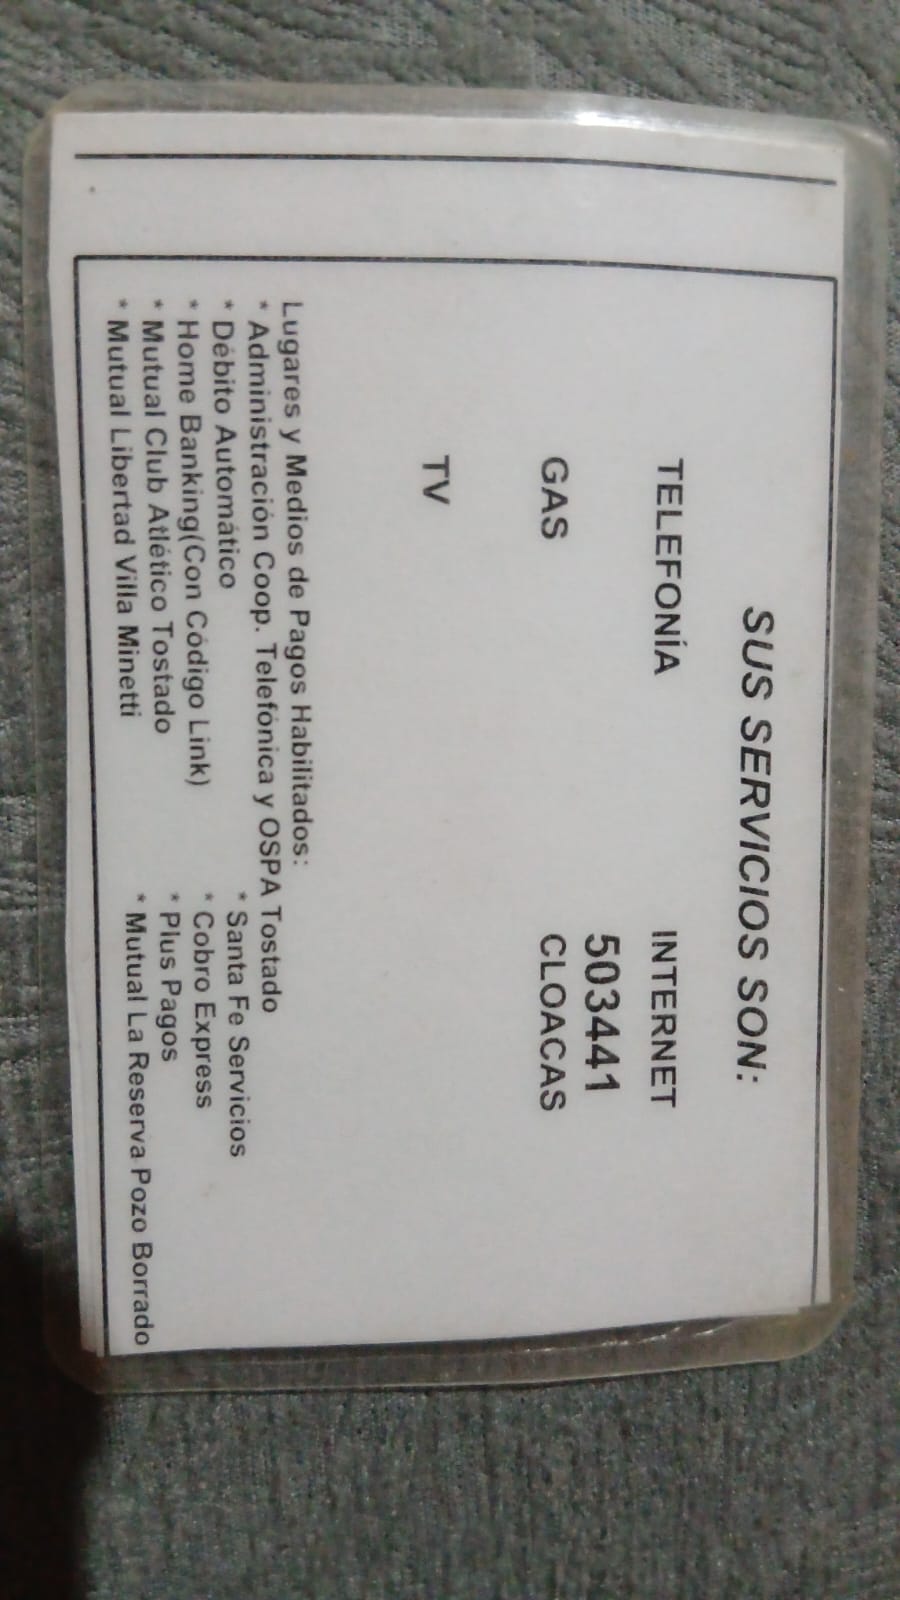 SUS SERVICIOS SON:
TELEFONÍA INTERNET
503441
GAS CLOACAS
TV
Lugares y Medios de Pagos Habilitados:
* Administración Coop. Telefónica y OSPA Tostado
* Débito Automático * Santa Fe Servicios
* Home Banking(Con Código Link) * Cobro Express
* Mutual Club Atlético Tostado * Plus Pagos
* Mutual Libertad Villa Minetti * Mutual La Reserva Pozo Borrado